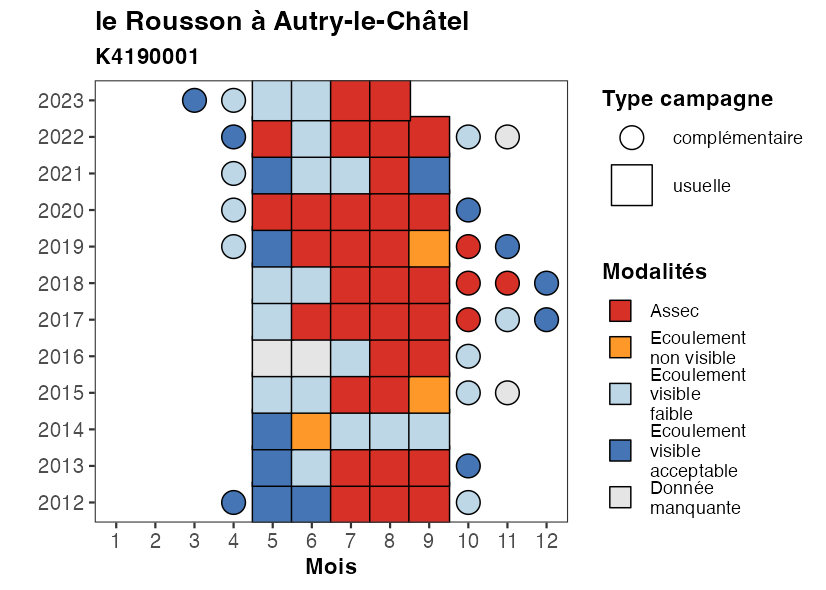 le Rousson à Autry-le-Châtel
K4190001
2023
2022
2021
2020
2019
2018
2017
2016
2015
2014
2013
2012
1 2 3 4 5 6 7 8 9 10 11 12
Mois
Type campagne
complémentaire
usuelle
Modalités
Assec
Ecoulement
non visible
Ecoulement
visible
faible
Ecoulement
visible
acceptable
Donnée
manquante